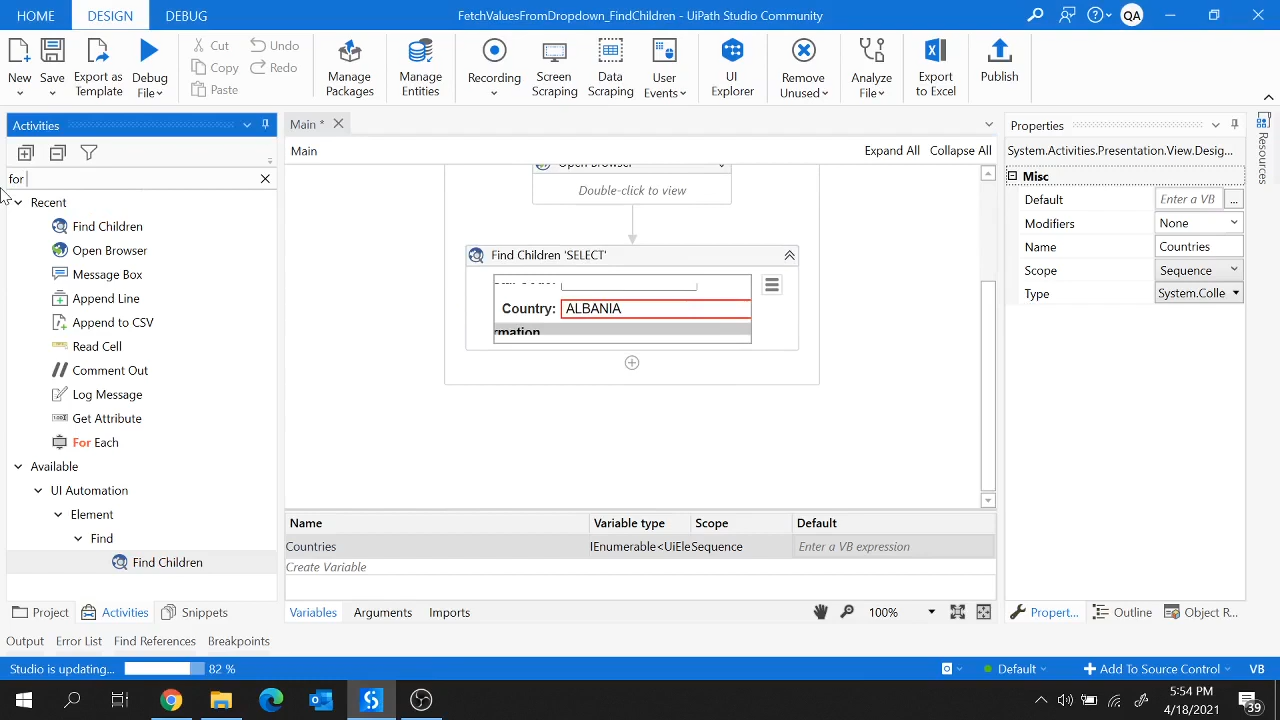 HOME
DESIGN
DEBUG
FetchValuesFromDropdown_FindChildren - UiPath Studio Community
QA
New
Save
Export as Template
Debug File
Cut
Copy
Paste
Undo
Redo
Manage Packages
Manage Entities
Recording
Screen Scraping
Data Scraping
User Events
UI Explorer
Remove Unused
Analyze File
Export to Excel
Publish
Activities
for
Recent
Find Children
Open Browser
Message Box
Append Line
Append to CSV
Read Cell
Comment Out
Log Message
Get Attribute
For Each
Available
UI Automation
Element
Find
Find Children
Project
Activities
Snippets
Main *
Main
Expand All
Collapse All
Open Browser
Double-click to view
Find Children 'SELECT'
Country: ALBANIA
rmation
Name Variable type Scope Default
Countries IEnumerable<UiEle Sequence Enter a VB expression
Create Variable
Variables
Arguments
Imports
100%
Properties
System.Activities.Presentation.View.Desig...
Misc
Default Enter a VB ...
Modifiers None
Name Countries
Scope Sequence
Type System.Colle
Propert...
Outline
Object R...
Resources
Output
Error List
Find References
Breakpoints
Studio is updating... 82 %
Default
Add To Source Control
VB
5:54 PM
4/18/2021
39